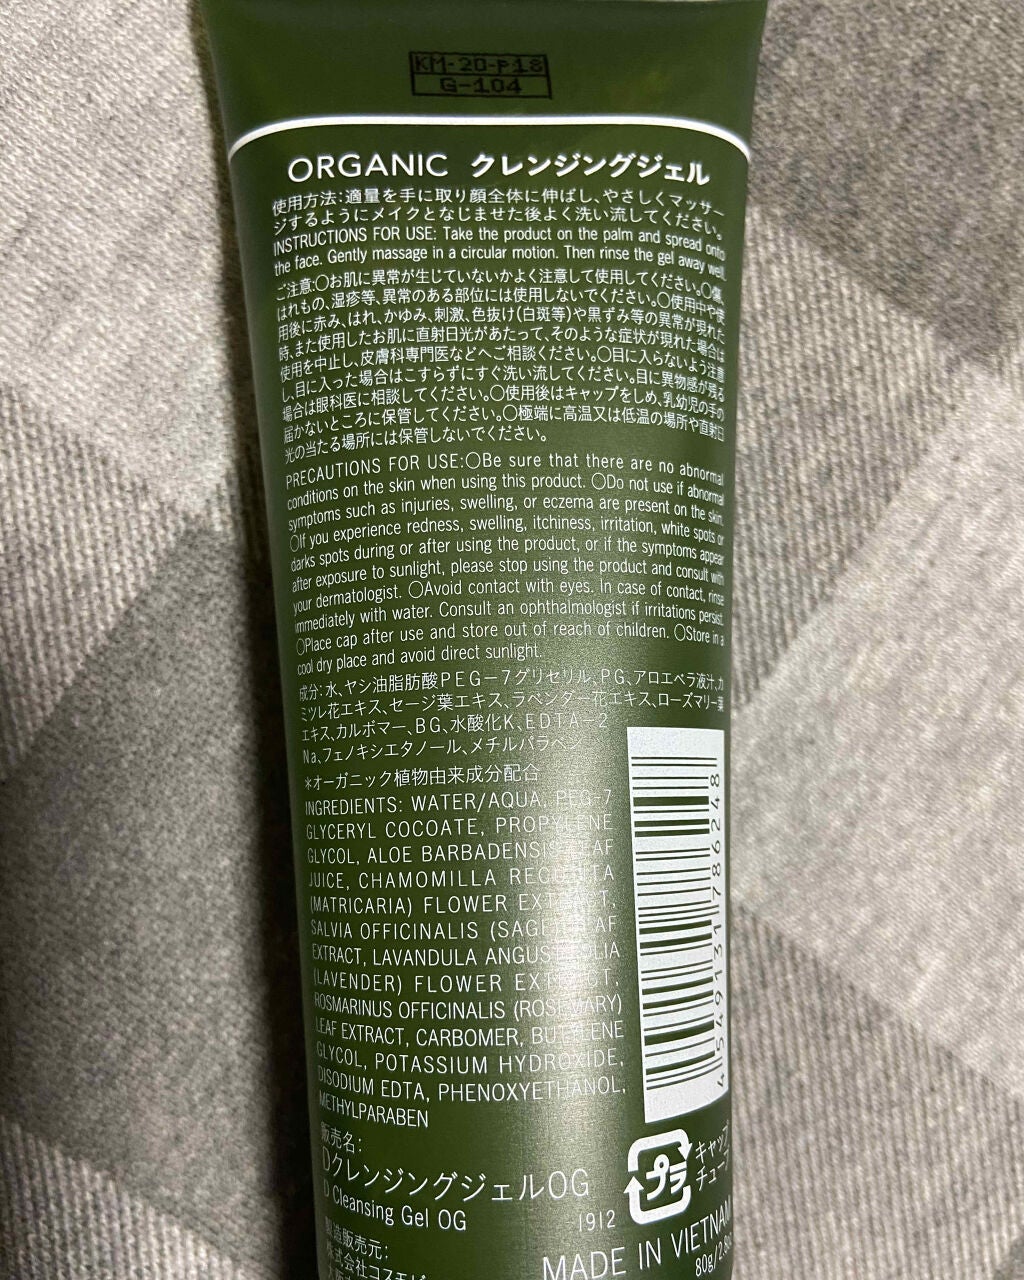 KM-20-P18
G-104
ORGANIC クレンジングジェル
使用方法:適量を手に取り顔全体に伸ばし、やさしくマッサー
ジするようにメイクとなじませた後よく洗い流してください。
INSTRUCTIONS FOR USE: Take the product on the palm and spread onto
the face. Gently massage in a circular motion. Then rinse the gel away well.
ご注意:○お肌に異常が生じていないかよく注意して使用してください。○傷、
はれもの、湿疹等、異常のある部位には使用しないでください。○使用中や使
用後に赤み、はれ、かゆみ、刺激、色抜け(白斑等)や黒ずみ等の異常が現れた
時、また使用したお肌に直射日光があたって、そのような症状が現れた場合は
使用を中止し、皮膚科専門医などへご相談ください。○目に入らないよう注意
し、目に入った場合はこすらずにすぐ洗い流してください。目に異物感が残る
場合は眼科医に相談してください。○使用後はキャップをしめ、乳幼児の手の
届かないところに保管してください。○極端に高温又は低温の場所や直射日
光の当たる場所には保管しないでください。
PRECAUTIONS FOR USE:○Be sure that there are no abnormal
conditions on the skin when using this product. ○Do not use if abnormal
symptoms such as injuries, swelling, or eczema are present on the skin.
○If you experience redness, swelling, itchiness, irritation, white spots or
darks spots during or after using the product, or if the symptoms appear
after exposure to sunlight, please stop using the product and consult with
your dermatologist. ○Avoid contact with eyes. In case of contact, rinse
immediately with water. Consult an ophthalmologist if irritations persist.
○Place cap after use and store out of reach of children. ○Store in a
cool dry place and avoid direct sunlight.
成分:水、ヤシ油脂肪酸PEG-7グリセリル、PG、アロエベラ液汁、カ
ミツレ花エキス、セージ葉エキス、ラベンダー花エキス、ローズマリー葉
エキス、カルボマー、BG、水酸化K、EDTA-2
Na、フェノキシエタノール、メチルパラベン
*オーガニック植物由来成分配合
INGREDIENTS: WATER/AQUA, PEG-7
GLYCERYL COCOATE, PROPYLENE
GLYCOL, ALOE BARBADENSIS LEAF
JUICE, CHAMOMILLA RECUTITA
(MATRICARIA) FLOWER EXTRACT,
SALVIA OFFICINALIS (SAGE) LEAF
EXTRACT, LAVANDULA ANGUSTIFOLIA
(LAVENDER) FLOWER EXTRACT,
ROSMARINUS OFFICINALIS (ROSEMARY)
LEAF EXTRACT, CARBOMER, BUTYLENE
GLYCOL, POTASSIUM HYDROXIDE,
DISODIUM EDTA, PHENOXYETHANOL,
METHYLPARABEN
4549131786248
販売名:
Dクレンジングジェル OG
D Cleansing Gel OG
1912
プラ
キャップ
チューブ
製造販売元:
株式会社コスモビ
MADE IN VIETNAM
80g/2.8oz